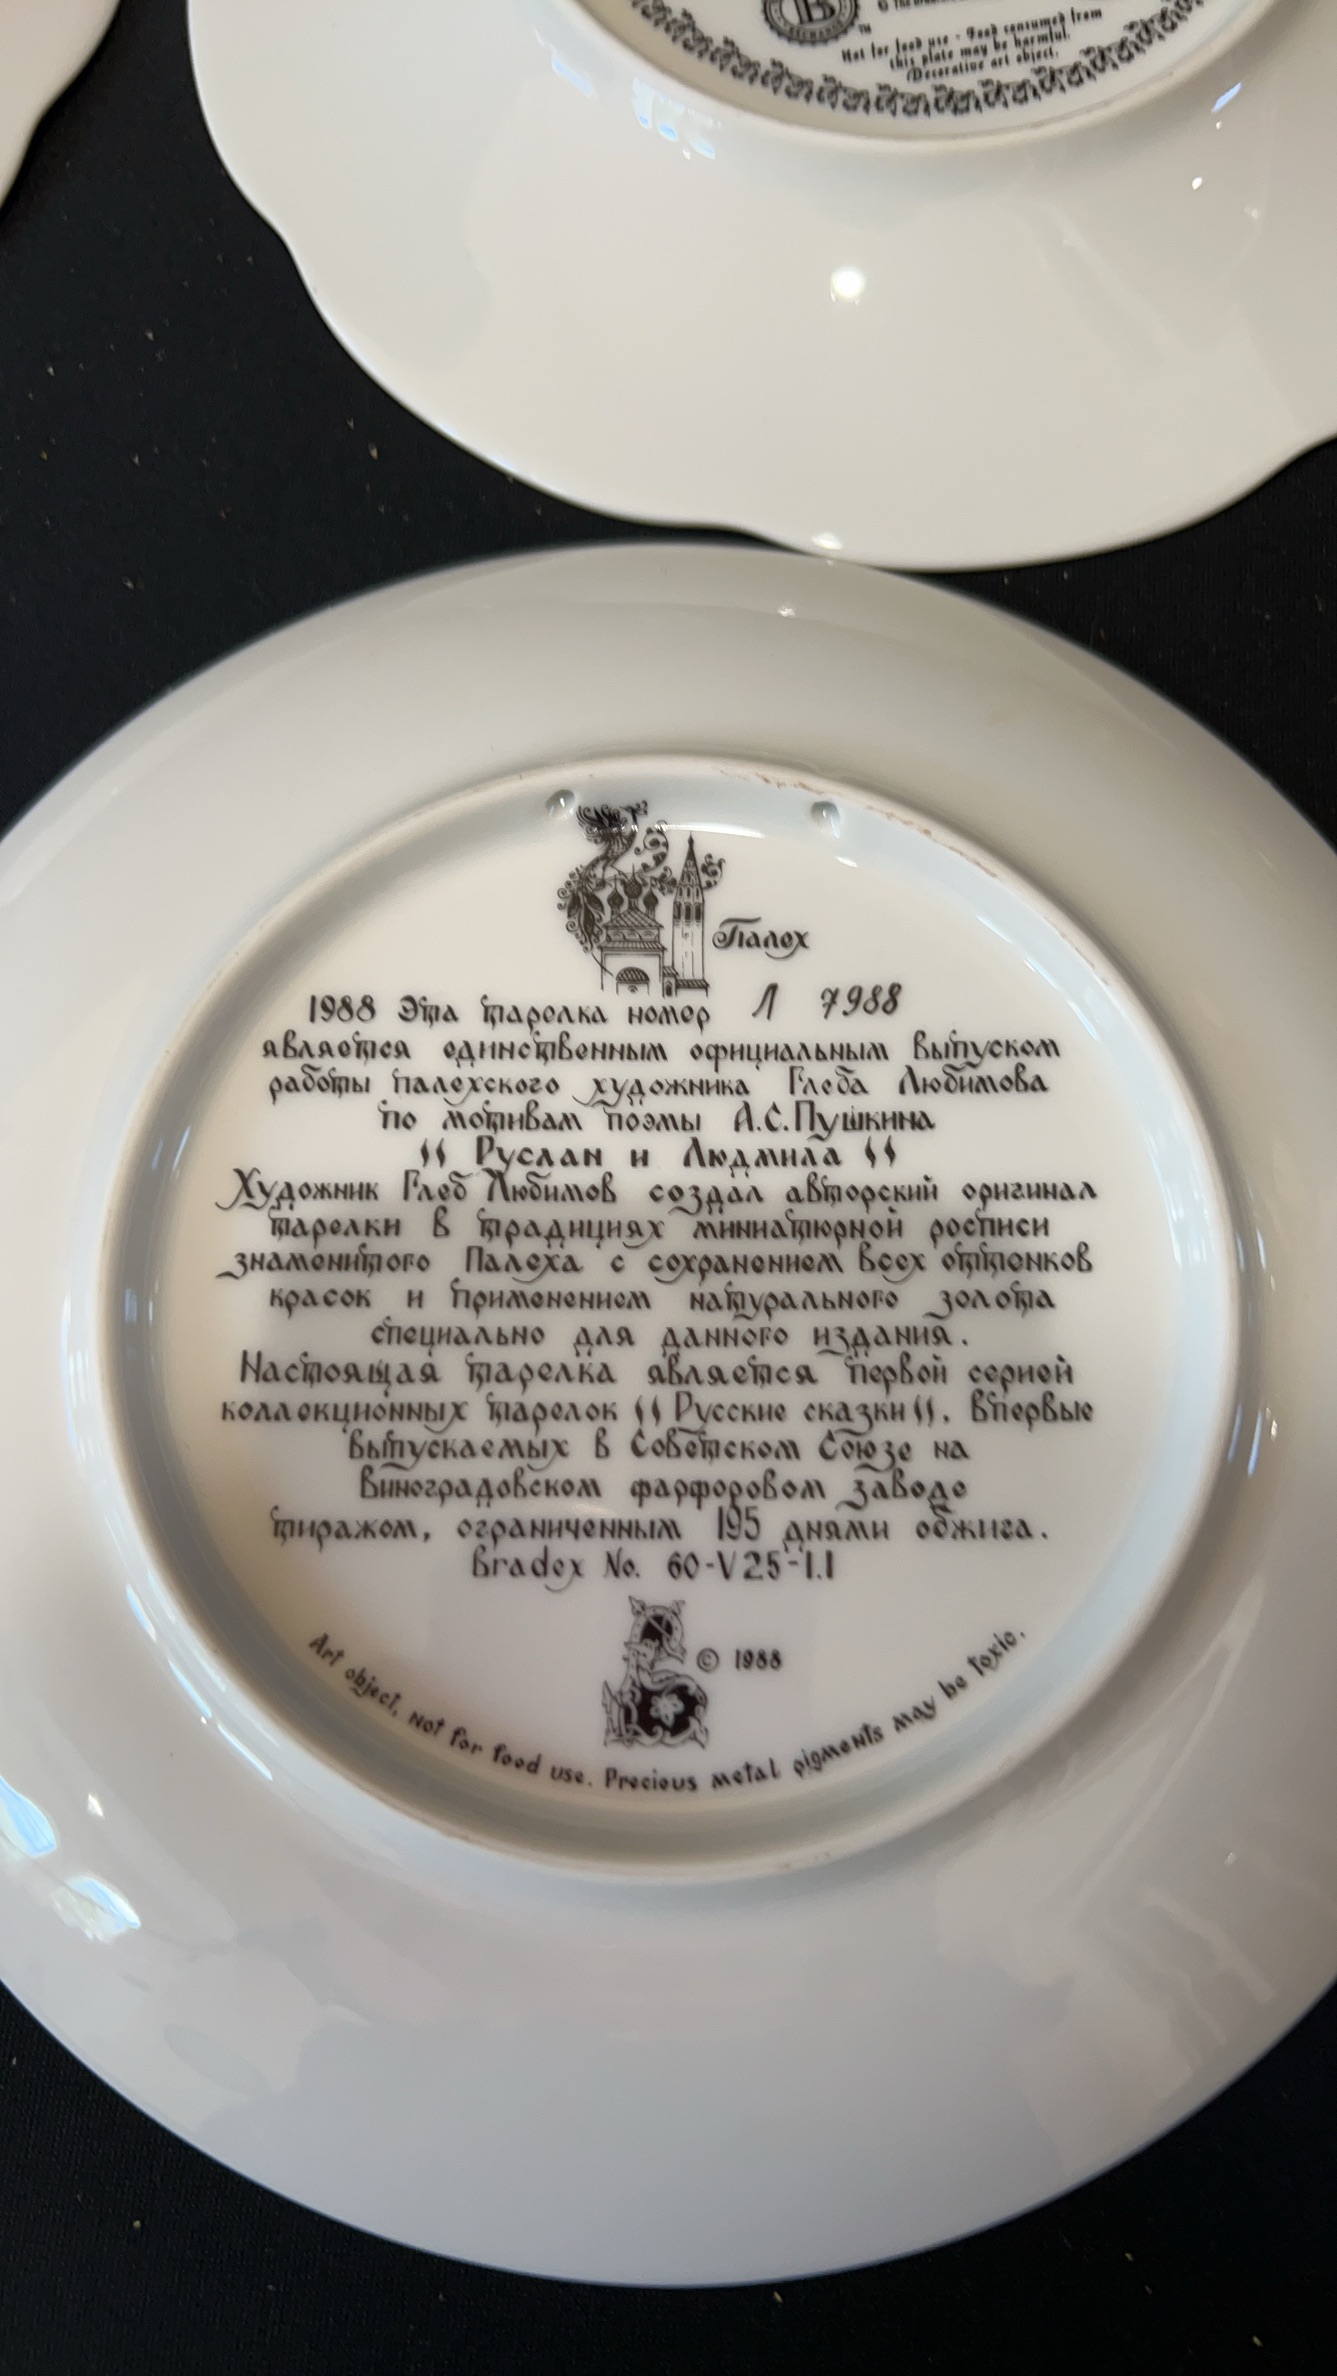 Not for food use - Food consumed from
this plate may be harmful.
Decorative art object.
Палех
1988 Эта тарелка номер Л 7988
является единственным официальным выпуском
работы палехского художника Глеба Любимова
по мотивам поэмы А.С.Пушкина
"Руслан и Людмила"
Художник Глеб Любимов создал авторский оригинал
тарелки в традициях миниатюрной росписи
знаменитого Палеха с сохранением всех оттенков
красок и применением натурального золота
специально для данного издания.
Настоящая тарелка является первой серией
коллекционных тарелок "Русские сказки", впервые
выпускаемых в Советском Союзе на
Виноградовском фарфоровом заводе
тиражом, ограниченным 195 днями обжига.
Bradex No. 60-V25-1.1
© 1988
Art object, not for food use. Precious metal pigments may be toxic.